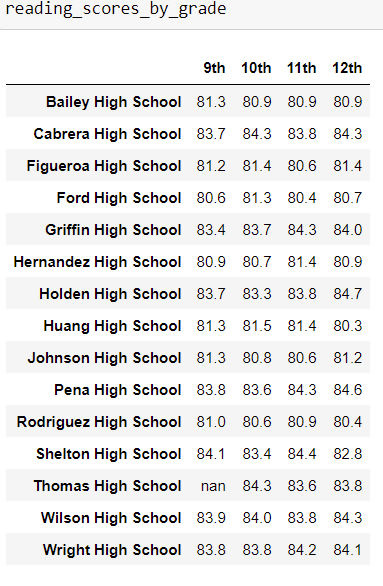 reading_scores_by_grade
9th 10th 11th 12th
Bailey High School 81.3 80.9 80.9 80.9
Cabrera High School 83.7 84.3 83.8 84.3
Figueroa High School 81.2 81.4 80.6 81.4
Ford High School 80.6 81.3 80.4 80.7
Griffin High School 83.4 83.7 84.3 84.0
Hernandez High School 80.9 80.7 81.4 80.9
Holden High School 83.7 83.3 83.8 84.7
Huang High School 81.3 81.5 81.4 80.3
Johnson High School 81.3 80.8 80.6 81.2
Pena High School 83.8 83.6 84.3 84.6
Rodriguez High School 81.0 80.6 80.9 80.4
Shelton High School 84.1 83.4 84.4 82.8
Thomas High School nan 84.3 83.6 83.8
Wilson High School 83.9 84.0 83.8 84.3
Wright High School 83.8 83.8 84.2 84.1